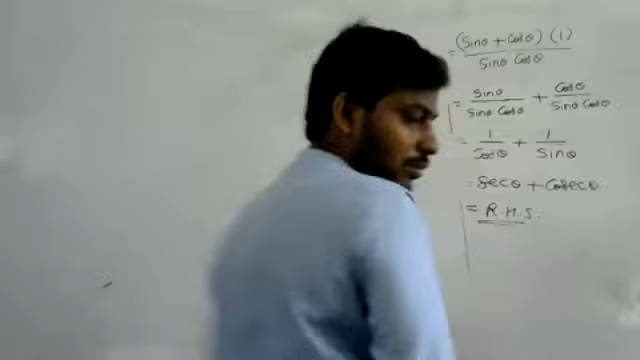 = (Sinθ + Cosθ) (1) / Sinθ Cosθ
= Sinθ / Sinθ Cosθ + Cosθ / Sinθ Cosθ
= 1 / Cosθ + 1 / Sinθ
= Secθ + Cosecθ
= R.H.S.